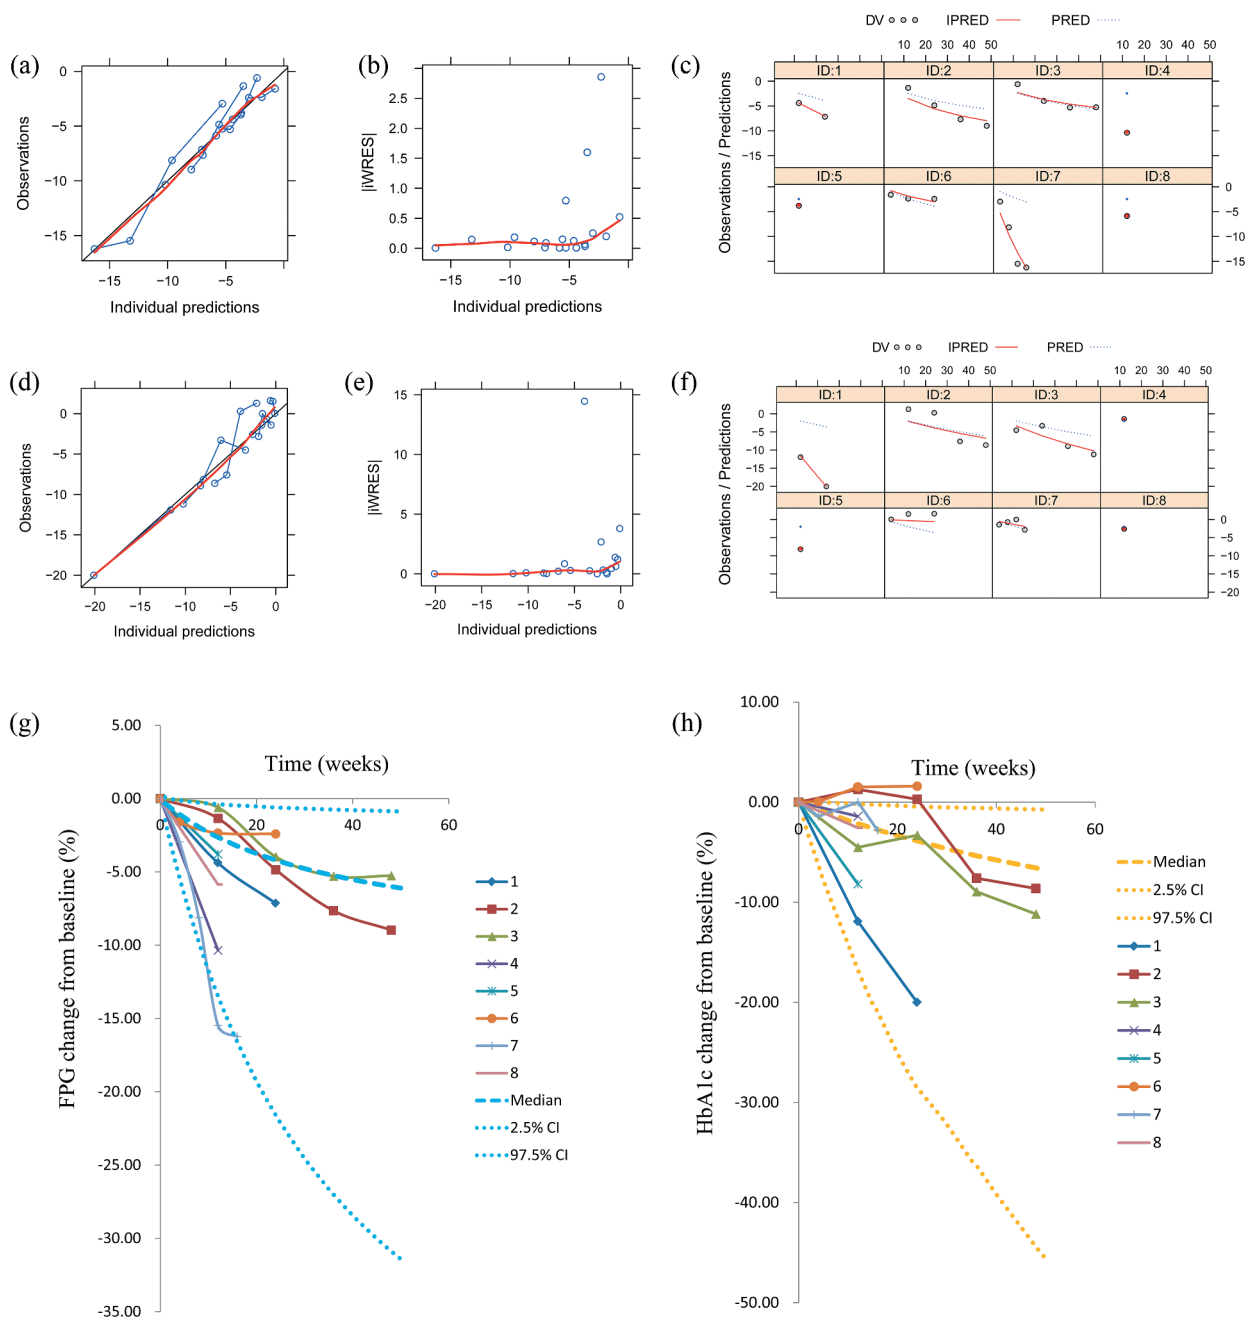 DV IPRED PRED
(a)
0
−5
−10
−15
Observations
−15 −10 −5
Individual predictions
(b)
2.5
2.0
1.5
1.0
0.5
0.0
|iWRES|
−15 −10 −5
Individual predictions
(c)
10 20 30 40 50
10 20 30 40 50
ID:1 ID:2 ID:3 ID:4
0
−5
−10
−15
ID:5 ID:6 ID:7 ID:8
0
−5
−10
−15
Observations / Predictions
(d)
0
−5
−10
−15
−20
Observations
−20 −15 −10 −5 0
Individual predictions
(e)
15
10
5
0
|iWRES|
−20 −15 −10 −5 0
Individual predictions
DV IPRED PRED
(f)
10 20 30 40 50
10 20 30 40 50
ID:1 ID:2 ID:3 ID:4
0
−5
−10
−15
−20
ID:5 ID:6 ID:7 ID:8
0
−5
−10
−15
−20
Observations / Predictions
(g)
5.00
0.00
-5.00
-10.00
-15.00
-20.00
-25.00
-30.00
-35.00
FPG change from baseline (%)
Time (weeks)
0 20 40 60
1
2
3
4
5
6
7
8
Median
2.5% CI
97.5% CI
(h)
10.00
0.00
-10.00
-20.00
-30.00
-40.00
-50.00
HbA1c change from baseline (%)
Time (weeks)
0 20 40 60
Median
2.5% CI
97.5% CI
1
2
3
4
5
6
7
8